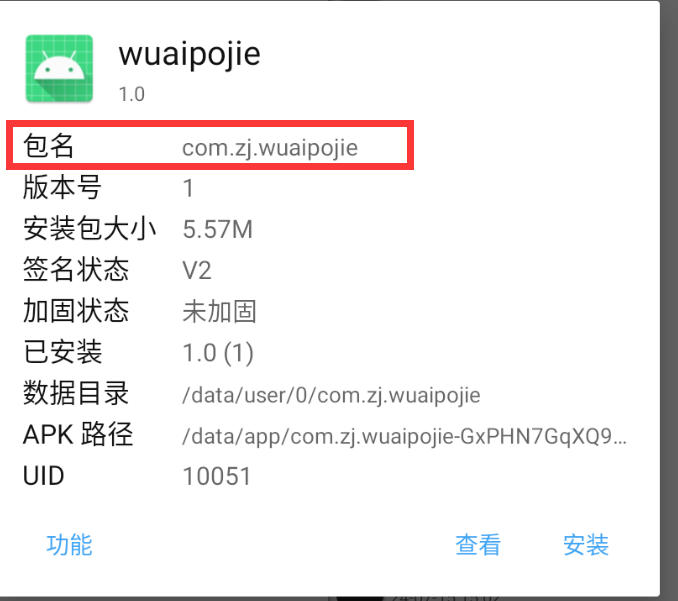 wuaipojie
1.0
包名 com.zj.wuaipojie
版本号 1
安装包大小 5.57M
签名状态 V2
加固状态 未加固
已安装 1.0 (1)
数据目录 /data/user/0/com.zj.wuaipojie
APK 路径 /data/app/com.zj.wuaipojie-GxPHN7GqXQ9...
UID 10051
功能 查看 安装